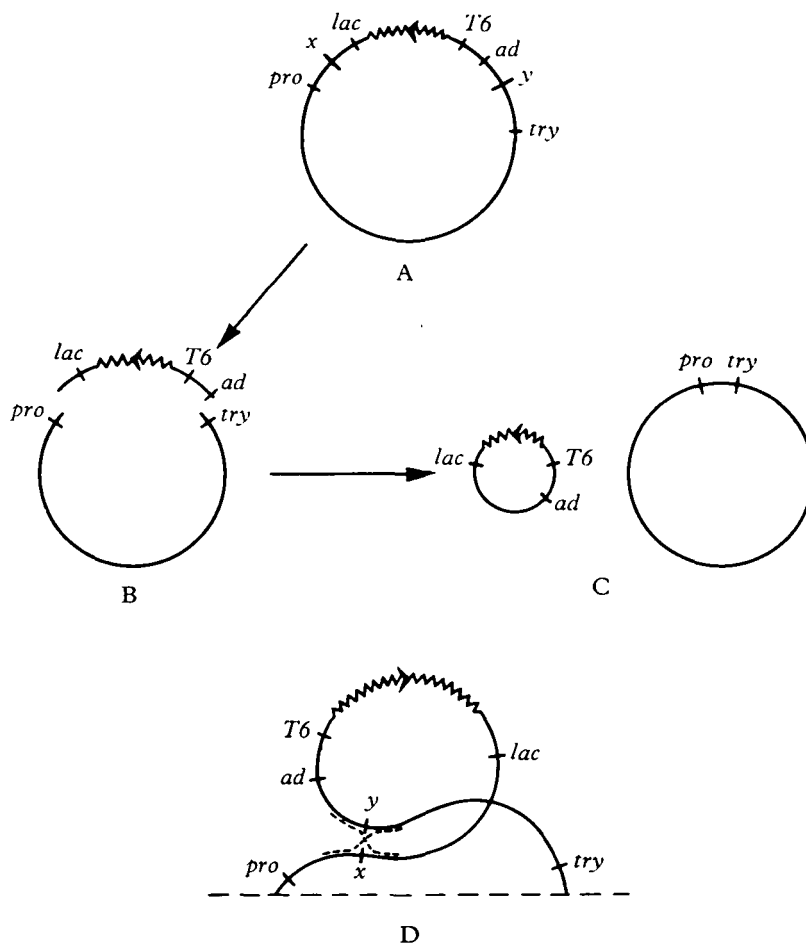 lac T6
x ad
pro y
try
A
lac T6
ad
pro try
pro try
lac T6
ad
B
C
T6
lac
ad
y
pro x try
D